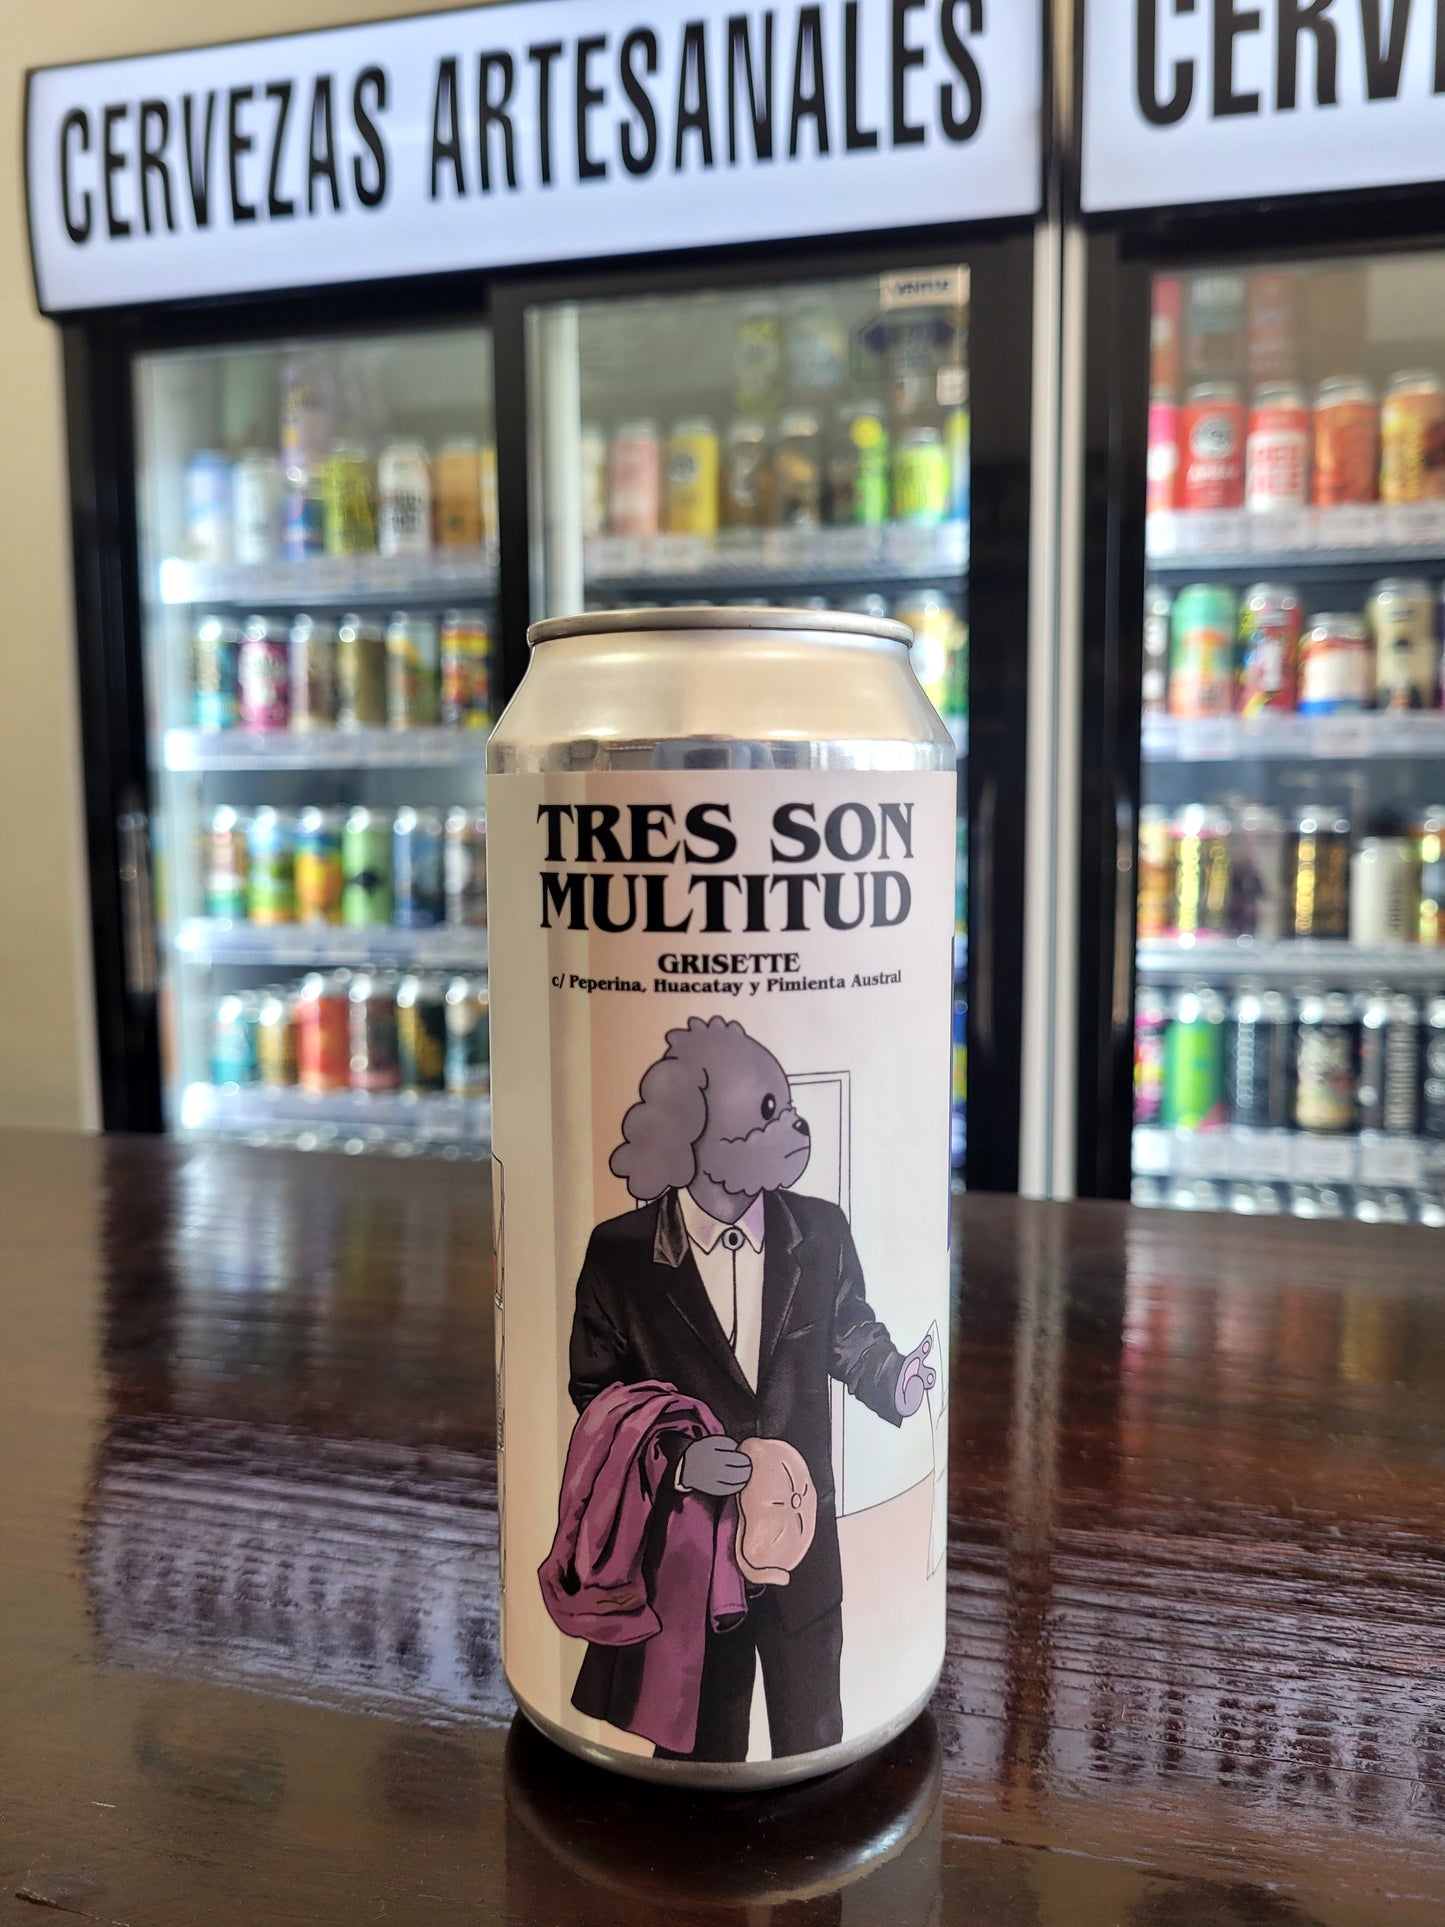 CERVEZAS ARTESANALES
CERV
TRES SON
MULTITUD
GRISETTE
c/ Peperina, Huacatay y Pimienta Austral